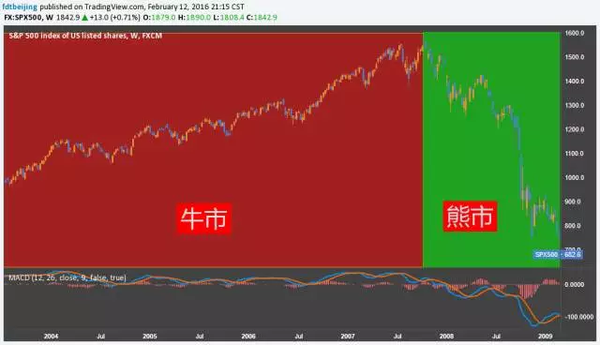 fdtbeijing published on TradingView.com, February 12, 2016 21:15 CST
FX:SPX500, W 1842.9 ▲ +13.0 (+0.71%) O:1879.0 H:1890.0 L:1808.4 C:1842.9
S&P 500 index of US listed shares, W, FXCM
1600.0
1500.0
1400.0
1300.0
1200.0
1100.0
1000.0
900.0
800.0
700.0
牛市
熊市
SPX500 682.6
MACD (12, 26, close, 9, false, true)
0.0000
-100.0000
2004 Jul 2005 Jul 2006 Jul 2007 Jul 2008 Jul 2009